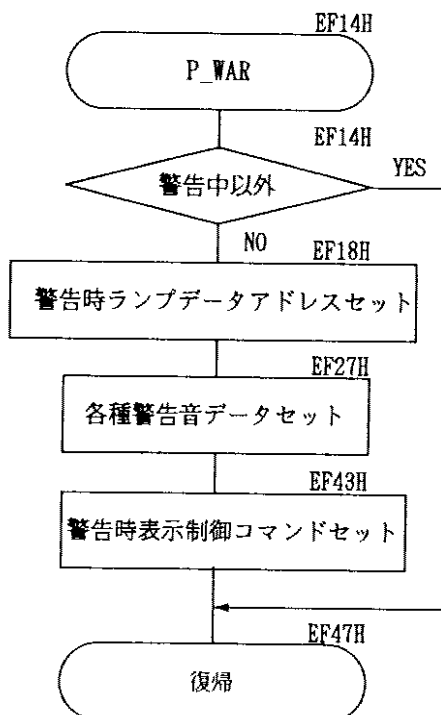 EF14H
P_WAR
EF14H
警告中以外
YES
NO
EF18H
警告時ランプデータアドレスセット
EF27H
各種警告音データセット
EF43H
警告時表示制御コマンドセット
EF47H
復帰